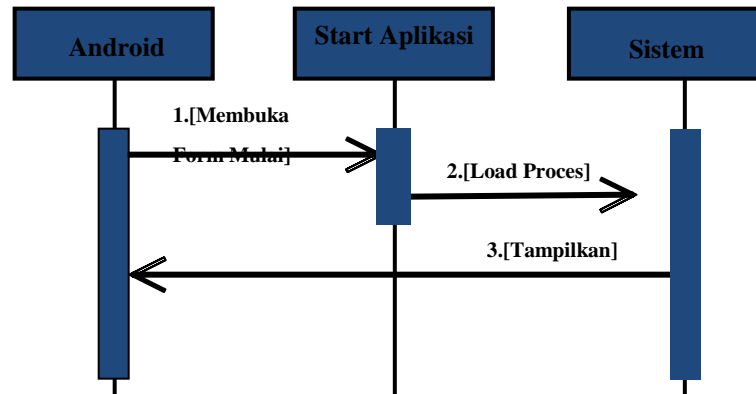 Android
Start Aplikasi
Sistem
1.[Membuka
Form Mulai]
2.[Load Proces]
3.[Tampilkan]